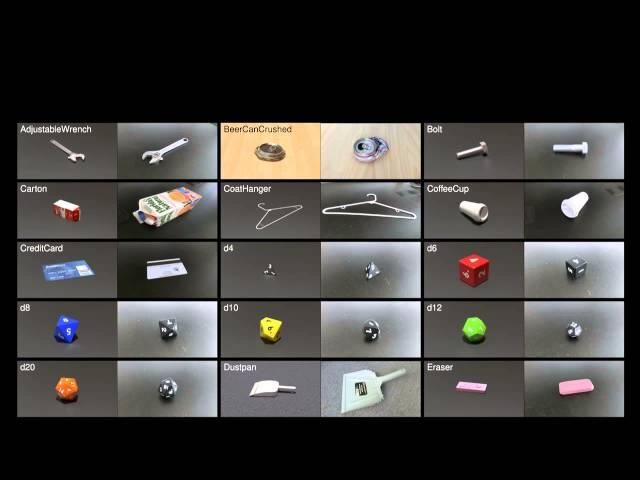 AdjustableWrench
BeerCanCrushed
Bolt
Carton
CoatHanger
CoffeeCup
CreditCard
d4
d6
d8
d10
d12
d20
Dustpan
Eraser